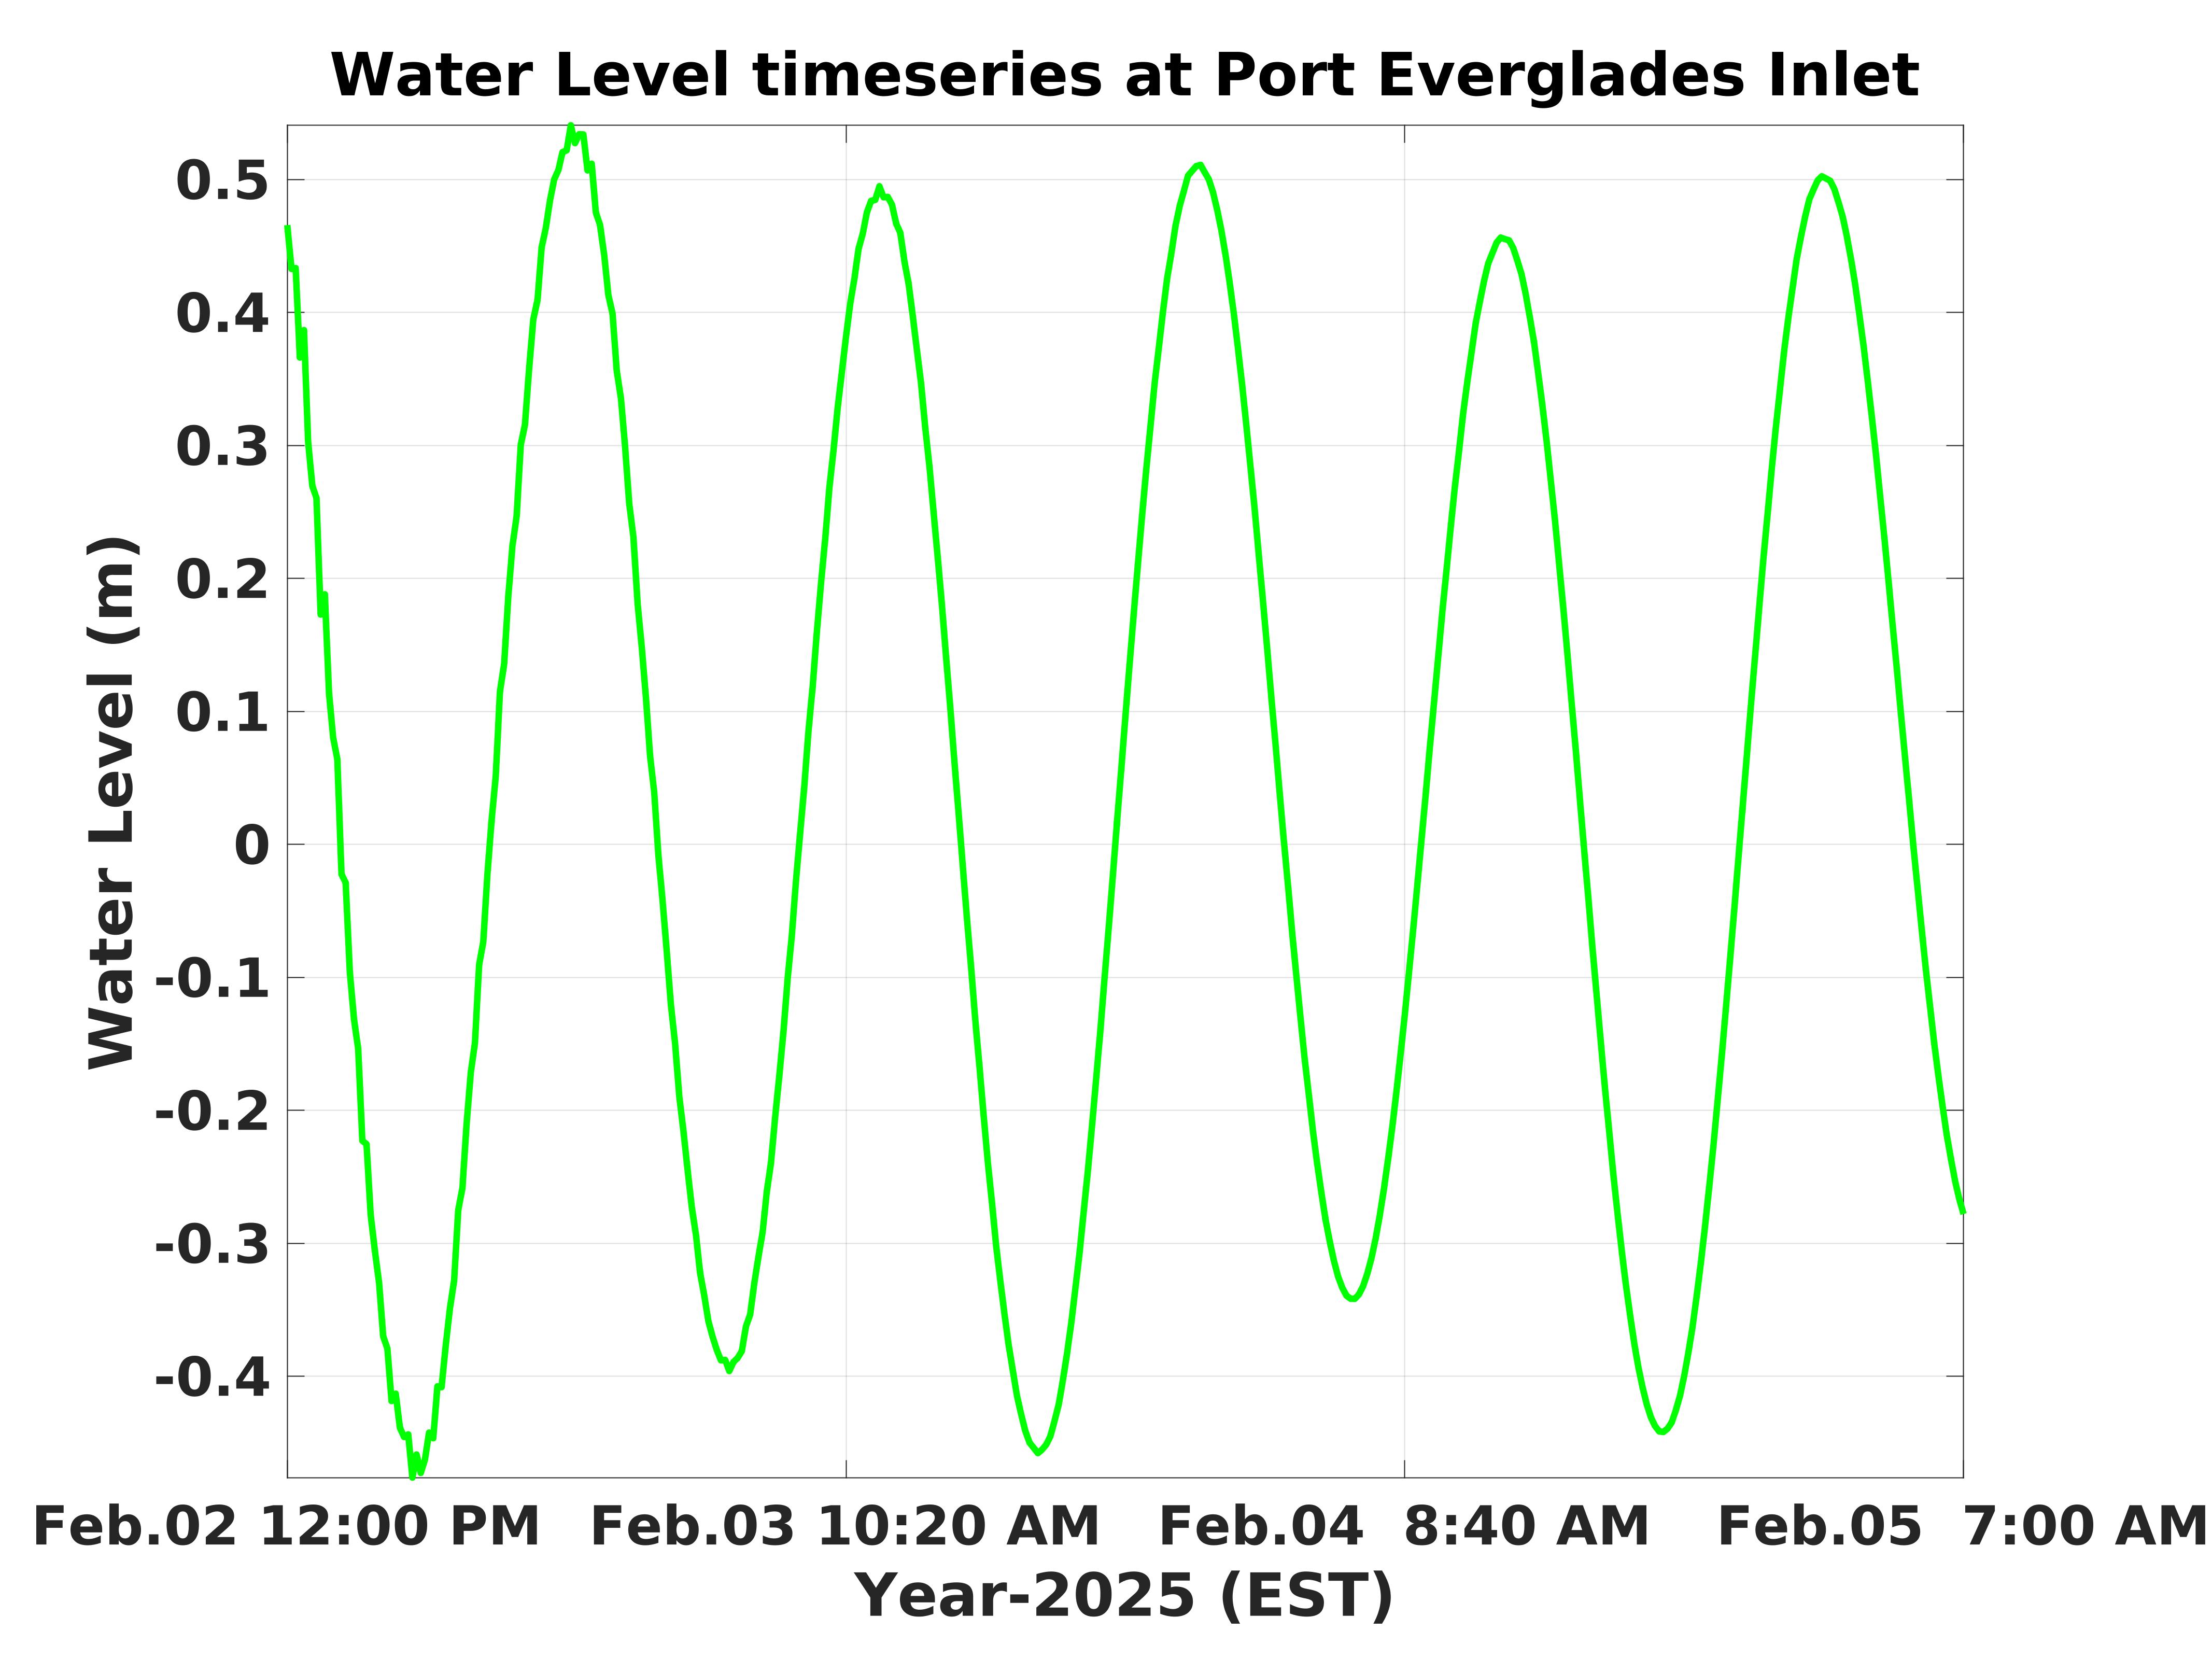 Water Level timeseries at Port Everglades Inlet
0.5
0.4
0.3
0.2
0.1
0
-0.1
-0.2
-0.3
-0.4
Water Level (m)
Feb.02 12:00 PM Feb.03 10:20 AM Feb.04 8:40 AM Feb.05 7:00 AM
Year-2025 (EST)